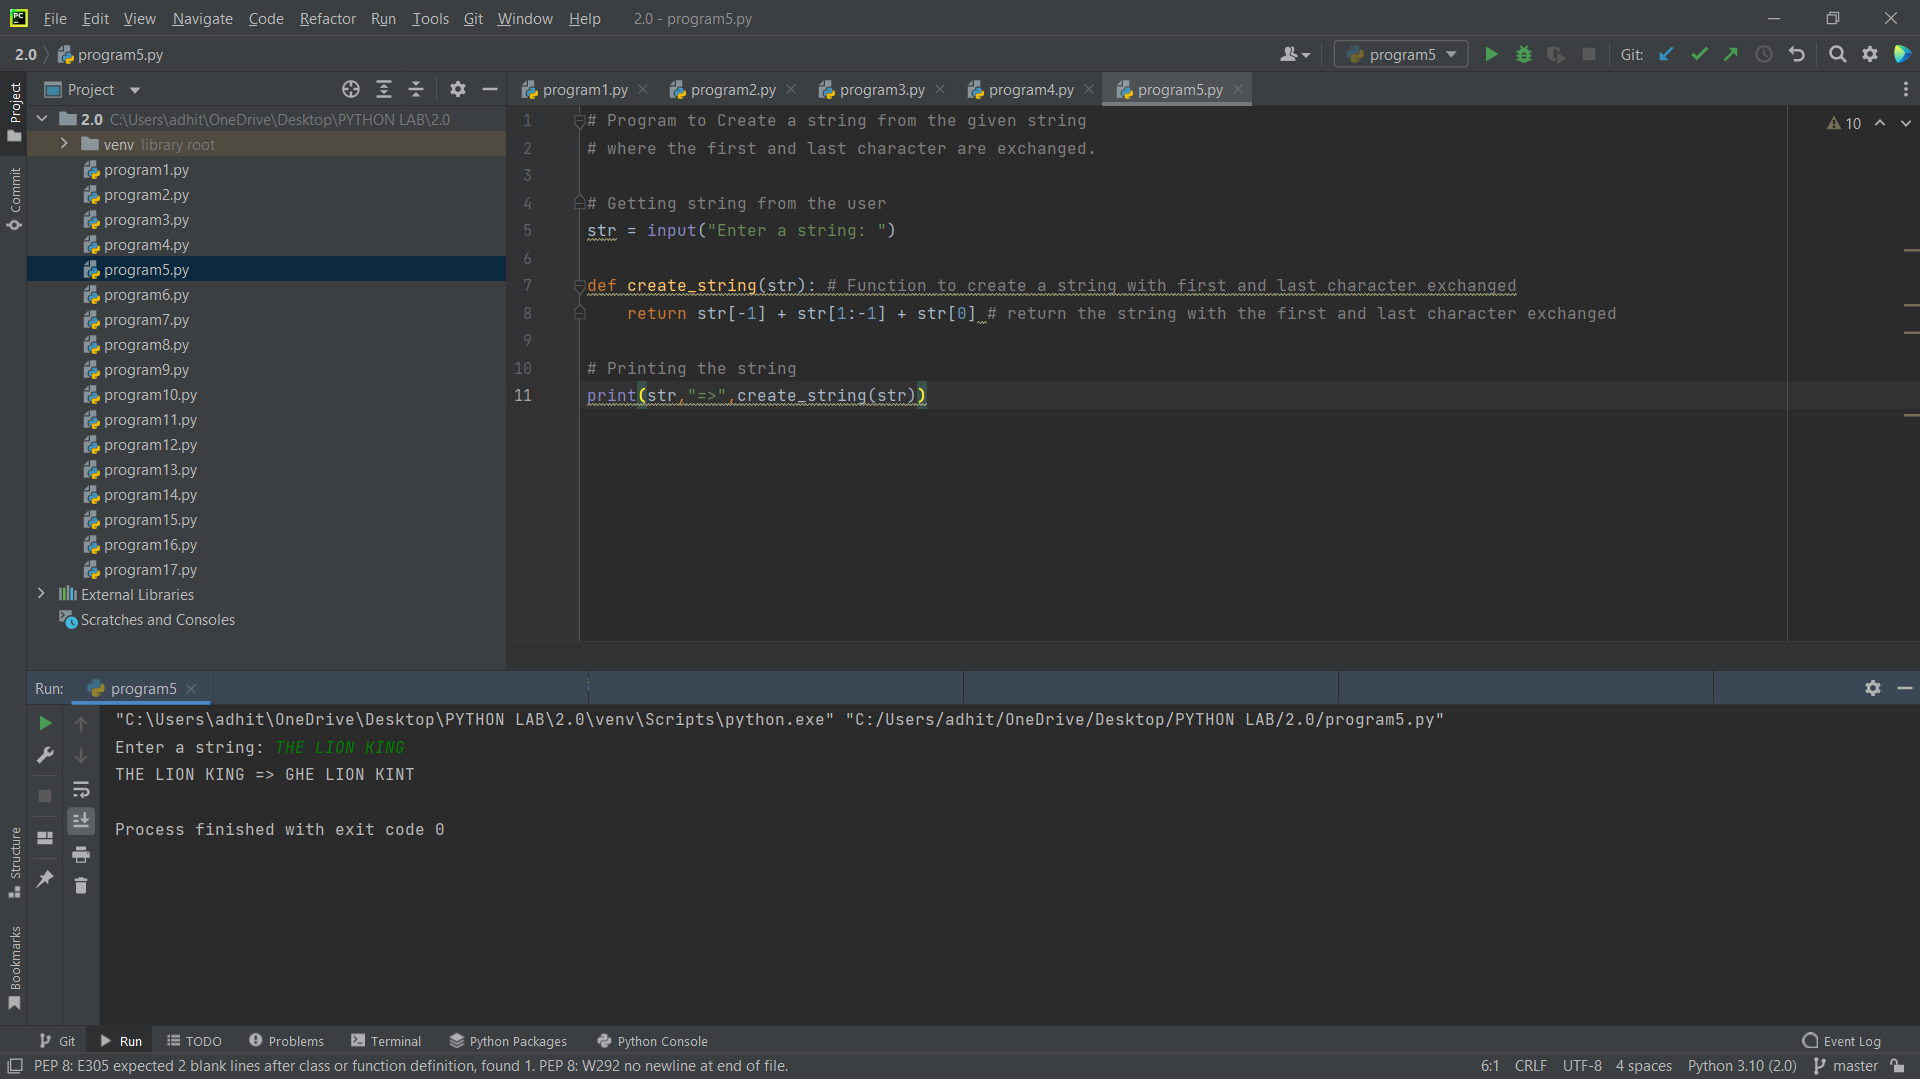 PC File Edit View Navigate Code Refactor Run Tools Git Window Help 2.0 - program5.py
2.0 program5.py program5 Git:
Project program1.py program2.py program3.py program4.py program5.py
Project
Commit
Structure
Bookmarks
2.0 C:\Users\adhit\OneDrive\Desktop\PYTHON LAB\2.0
venv library root
program1.py
program2.py
program3.py
program4.py
program5.py
program6.py
program7.py
program8.py
program9.py
program10.py
program11.py
program12.py
program13.py
program14.py
program15.py
program16.py
program17.py
External Libraries
Scratches and Consoles
10
1 # Program to Create a string from the given string
2 # where the first and last character are exchanged.
3
4 # Getting string from the user
5 str = input("Enter a string: ")
6
7 def create_string(str): # Function to create a string with first and last character exchanged
8 return str[-1] + str[1:-1] + str[0] # return the string with the first and last character exchanged
9
10 # Printing the string
11 print(str,"=>",create_string(str))
Run: program5
"C:\Users\adhit\OneDrive\Desktop\PYTHON LAB\2.0\venv\Scripts\python.exe" "C:/Users/adhit/OneDrive/Desktop/PYTHON LAB/2.0/program5.py"
Enter a string: THE LION KING
THE LION KING => GHE LION KINT
Process finished with exit code 0
Git Run TODO Problems Terminal Python Packages Python Console Event Log
PEP 8: E305 expected 2 blank lines after class or function definition, found 1. PEP 8: W292 no newline at end of file. 6:1 CRLF UTF-8 4 spaces Python 3.10 (2.0) master